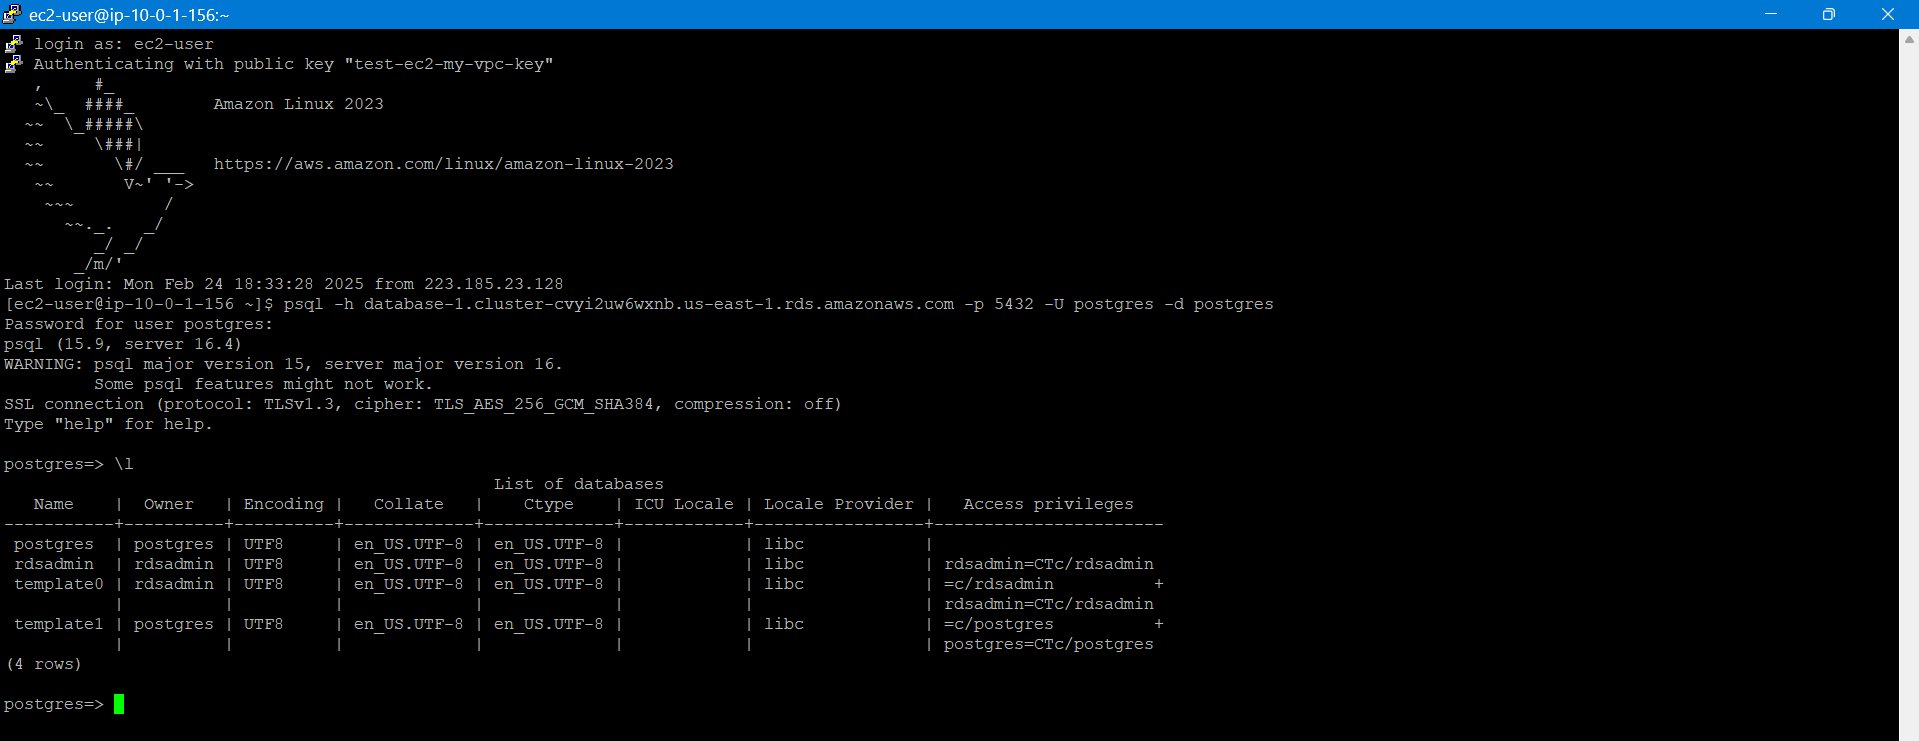 ec2-user@ip-10-0-1-156:~
login as: ec2-user
Authenticating with public key "test-ec2-my-vpc-key"
   ,     #_
   ~\_  ####_        Amazon Linux 2023
  ~~  \_#####\
  ~~     \###|
  ~~       \#/ ___   https://aws.amazon.com/linux/amazon-linux-2023
   ~~       V~' '->
    ~~~         /
      ~~._.   _/
         _/ _/
       _/m/'
Last login: Mon Feb 24 18:33:28 2025 from 223.185.23.128
[ec2-user@ip-10-0-1-156 ~]$ psql -h database-1.cluster-cvyi2uw6wxnb.us-east-1.rds.amazonaws.com -p 5432 -U postgres -d postgres
Password for user postgres:
psql (15.9, server 16.4)
WARNING: psql major version 15, server major version 16.
         Some psql features might not work.
SSL connection (protocol: TLSv1.3, cipher: TLS_AES_256_GCM_SHA384, compression: off)
Type "help" for help.

postgres=> \l
                                                 List of databases
   Name    |  Owner   | Encoding |   Collate   |    Ctype    | ICU Locale | Locale Provider |   Access privileges
-----------+----------+----------+-------------+-------------+------------+-----------------+-----------------------
 postgres  | postgres | UTF8     | en_US.UTF-8 | en_US.UTF-8 |            | libc            |
 rdsadmin  | rdsadmin | UTF8     | en_US.UTF-8 | en_US.UTF-8 |            | libc            | rdsadmin=CTc/rdsadmin
 template0 | rdsadmin | UTF8     | en_US.UTF-8 | en_US.UTF-8 |            | libc            | =c/rdsadmin          +
           |          |          |             |             |            |                 | rdsadmin=CTc/rdsadmin
 template1 | postgres | UTF8     | en_US.UTF-8 | en_US.UTF-8 |            | libc            | =c/postgres          +
           |          |          |             |             |            |                 | postgres=CTc/postgres
(4 rows)

postgres=>